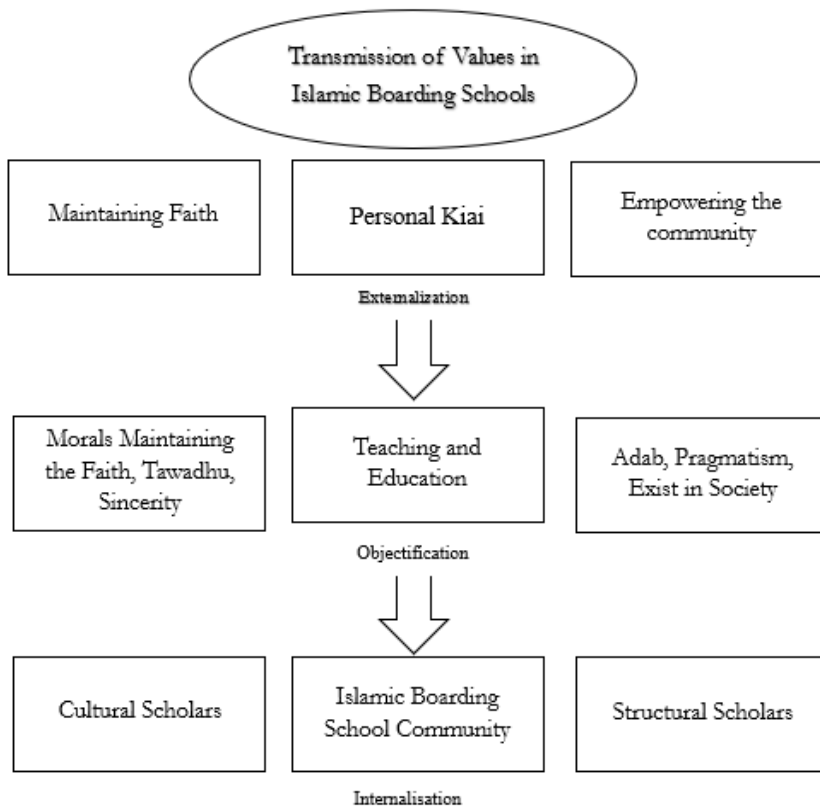 Transmission of Values in
Islamic Boarding Schools
Maintaining Faith
Personal Kiai
Empowering the
community
Externalization
Morals Maintaining
the Faith, Tawadhu,
Sincerity
Teaching and
Education
Adab, Pragmatism,
Exist in Society
Objectification
Cultural Scholars
Islamic Boarding
School Community
Structural Scholars
Internalisation